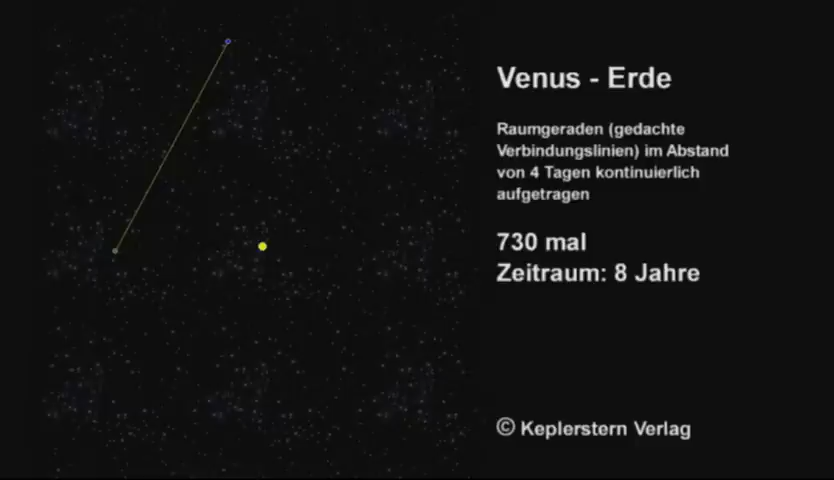 Venus - Erde
Raumgeraden (gedachte
Verbindungslinien) im Abstand
von 4 Tagen kontinuierlich
aufgetragen
730 mal
Zeitraum: 8 Jahre
© Keplerstern Verlag